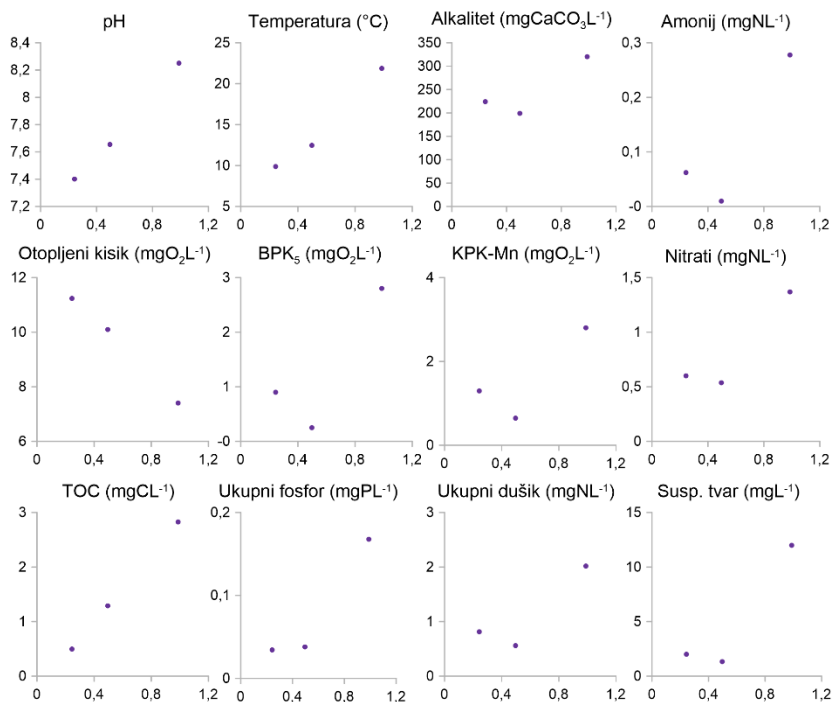 pH
8,4
8,2
8
7,8
7,6
7,4
7,2
0 0,4 0,8 1,2
Temperatura (°C)
25
20
15
10
5
0 0,4 0,8 1,2
Alkalitet (mgCaCO₃L⁻¹)
350
300
250
200
150
100
50
0
0 0,4 0,8 1,2
Amonij (mgNL⁻¹)
0,3
0,2
0,1
-0
0 0,4 0,8 1,2
Otopljeni kisik (mgO₂L⁻¹)
12
10
8
6
0 0,4 0,8 1,2
BPK₅ (mgO₂L⁻¹)
3
2
1
-0
0 0,4 0,8 1,2
KPK-Mn (mgO₂L⁻¹)
4
2
0
0 0,4 0,8 1,2
Nitrati (mgNL⁻¹)
1,5
1
0,5
0
0 0,4 0,8 1,2
TOC (mgCL⁻¹)
3
2
1
0
0 0,4 0,8 1,2
Ukupni fosfor (mgPL⁻¹)
0,2
0,1
0
0 0,4 0,8 1,2
Ukupni dušik (mgNL⁻¹)
3
2
1
0
0 0,4 0,8 1,2
Susp. tvar (mgL⁻¹)
15
10
5
0
0 0,4 0,8 1,2